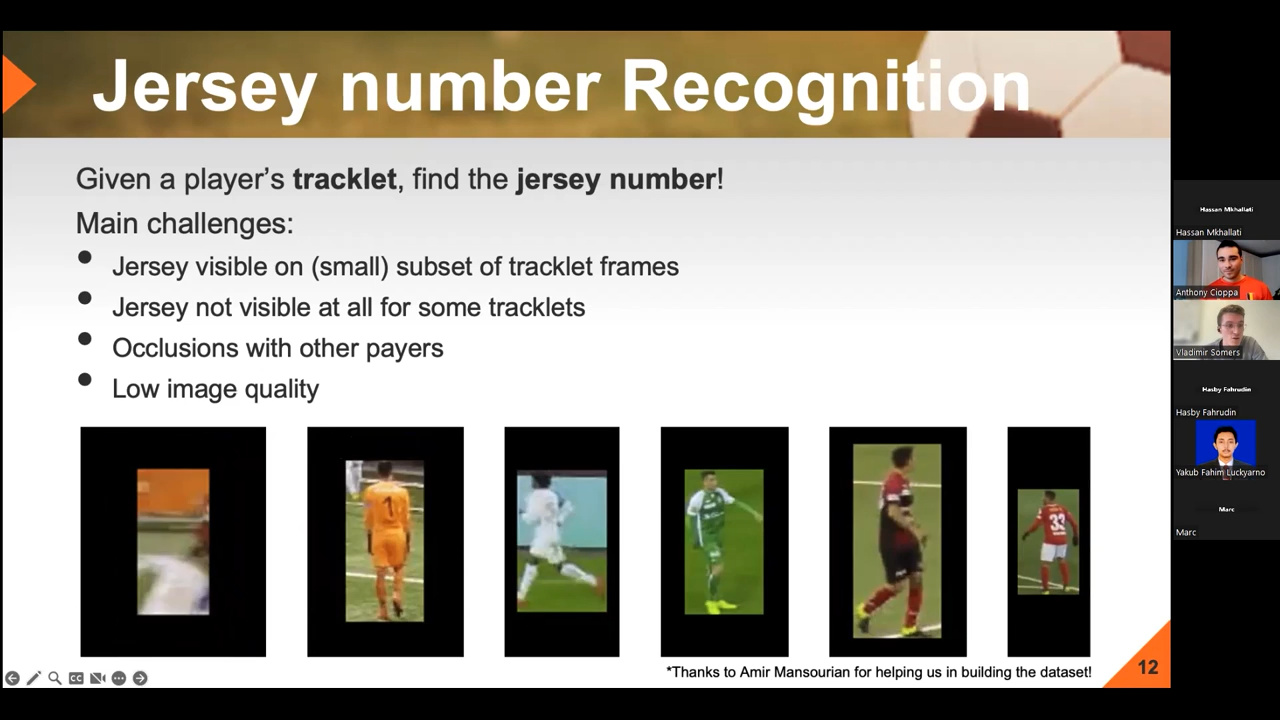 Jersey number Recognition
Given a player's tracklet, find the jersey number!
Main challenges:
Jersey visible on (small) subset of tracklet frames
Jersey not visible at all for some tracklets
Occlusions with other payers
Low image quality
1
33
*Thanks to Amir Mansourian for helping us in building the dataset!
12
CC
Hassan Mkhallati
Hassan Mkhallati
Anthony Cioppa
Vladimir Somers
Hasby Fahrudin
Hasby Fahrudin
Yakub Fahim Luckyarno
Marc
Marc